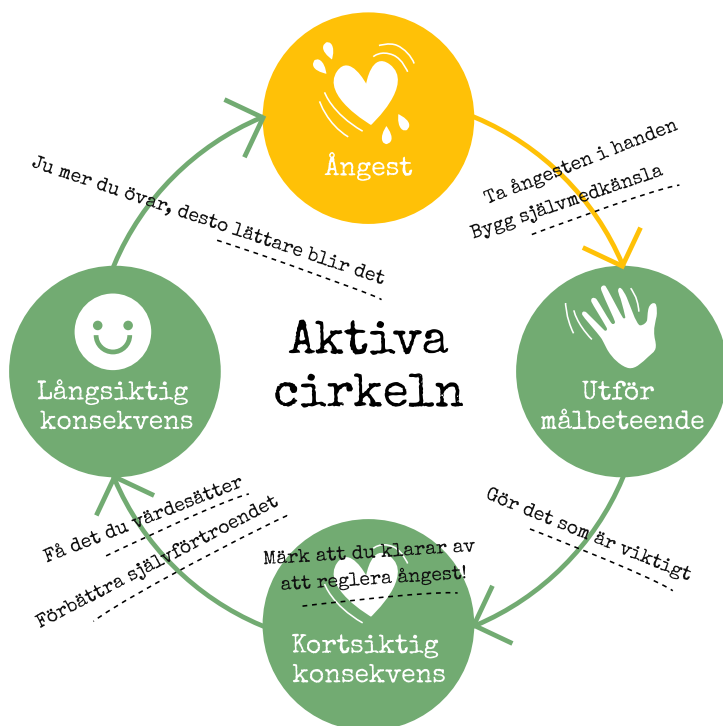 Ångest
Ta ångesten i handen
Bygg självmedkänsla
Utför
målbeteende
Gör det som är viktigt
Märk att du klarar av
att reglera ångest!
Kortsiktig
konsekvens
Få det du värdesätter
Förbättra självförtroendet
Långsiktig
konsekvens
Ju mer du övar, desto lättare blir det
Aktiva
cirkeln